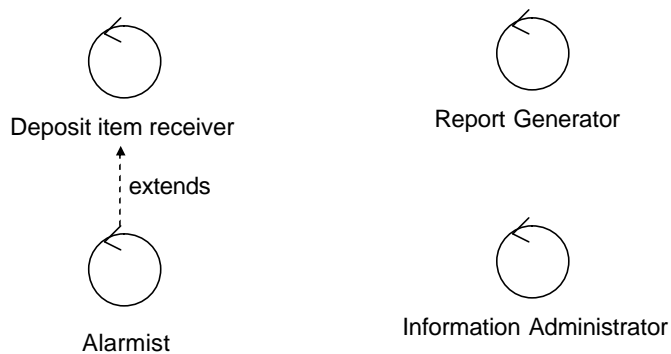 Deposit item receiver
Report Generator
extends
Alarmist
Information Administrator